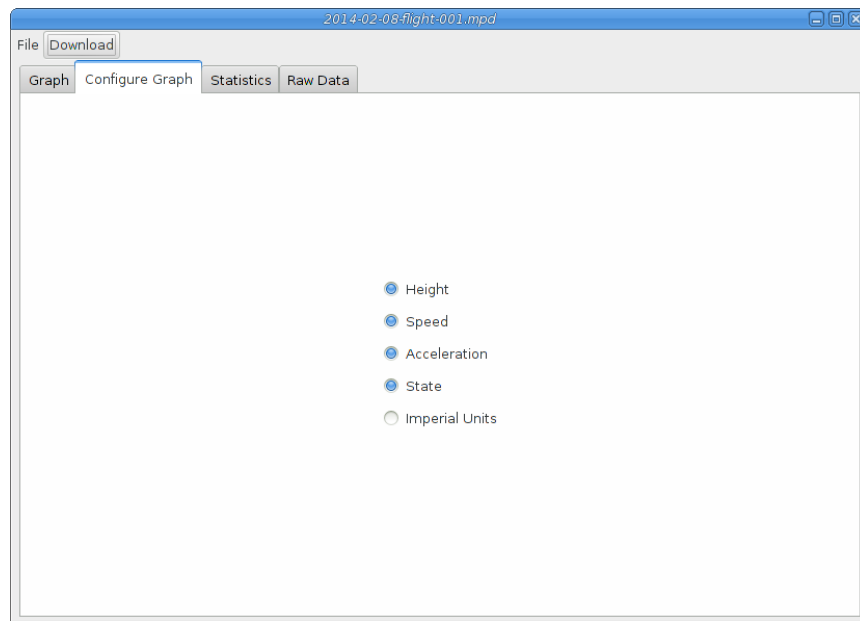 2014-02-08-flight-001.mpd
File Download
Graph Configure Graph Statistics Raw Data
Height
Speed
Acceleration
State
Imperial Units